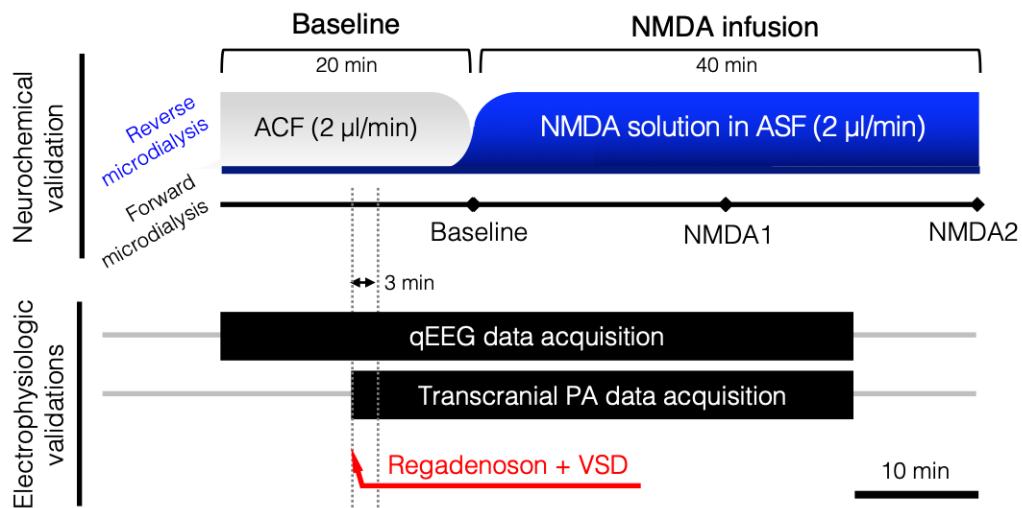 Baseline
NMDA infusion
20 min
40 min
Neurochemical
validation
Reverse
microdialysis
ACF (2 µl/min)
NMDA solution in ASF (2 µl/min)
Forward
microdialysis
Baseline
NMDA1
NMDA2
3 min
Electrophysiologic
validations
qEEG data acquisition
Transcranial PA data acquisition
Regadenoson + VSD
10 min